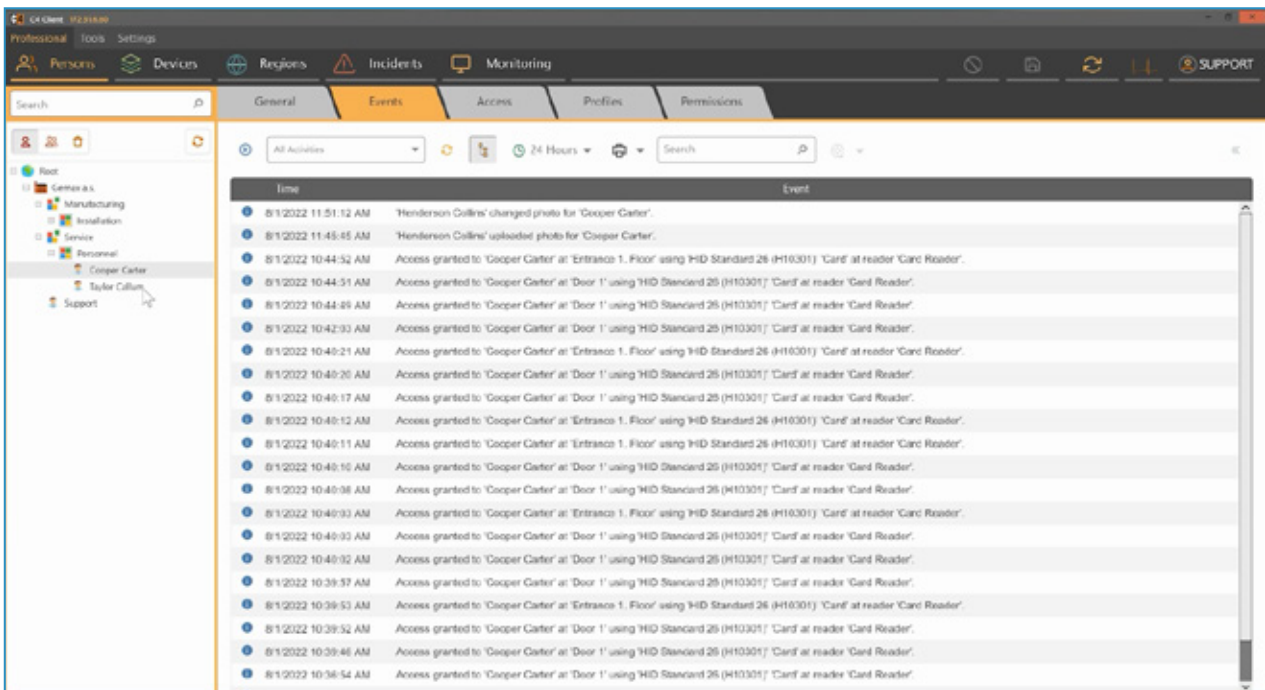 C4 Client
Professional Tools Settings
Persons Devices Regions Incidents Monitoring SUPPORT
Search General Events Access Profiles Permissions
All Activities 24 Hours Search
Root
Gemax a.s.
Manufacturing
Installation
Service
Personnel
Cooper Carter
Taylor Collum
Support
Time Event
8/1/2022 11:51:12 AM 'Henderson Collins' changed photo for 'Cooper Carter'.
8/1/2022 11:45:45 AM 'Henderson Collins' uploaded photo for 'Cooper Carter'.
8/1/2022 10:44:52 AM Access granted to 'Cooper Carter' at 'Entrance 1. Floor' using 'HID Standard 26 (H10301)' 'Card' at reader 'Card Reader'.
8/1/2022 10:44:51 AM Access granted to 'Cooper Carter' at 'Door 1' using 'HID Standard 26 (H10301)' 'Card' at reader 'Card Reader'.
8/1/2022 10:44:49 AM Access granted to 'Cooper Carter' at 'Door 1' using 'HID Standard 26 (H10301)' 'Card' at reader 'Card Reader'.
8/1/2022 10:42:03 AM Access granted to 'Cooper Carter' at 'Door 1' using 'HID Standard 26 (H10301)' 'Card' at reader 'Card Reader'.
8/1/2022 10:40:21 AM Access granted to 'Cooper Carter' at 'Entrance 1. Floor' using 'HID Standard 26 (H10301)' 'Card' at reader 'Card Reader'.
8/1/2022 10:40:20 AM Access granted to 'Cooper Carter' at 'Door 1' using 'HID Standard 26 (H10301)' 'Card' at reader 'Card Reader'.
8/1/2022 10:40:17 AM Access granted to 'Cooper Carter' at 'Door 1' using 'HID Standard 26 (H10301)' 'Card' at reader 'Card Reader'.
8/1/2022 10:40:12 AM Access granted to 'Cooper Carter' at 'Entrance 1. Floor' using 'HID Standard 26 (H10301)' 'Card' at reader 'Card Reader'.
8/1/2022 10:40:11 AM Access granted to 'Cooper Carter' at 'Entrance 1. Floor' using 'HID Standard 26 (H10301)' 'Card' at reader 'Card Reader'.
8/1/2022 10:40:10 AM Access granted to 'Cooper Carter' at 'Door 1' using 'HID Standard 26 (H10301)' 'Card' at reader 'Card Reader'.
8/1/2022 10:40:08 AM Access granted to 'Cooper Carter' at 'Door 1' using 'HID Standard 26 (H10301)' 'Card' at reader 'Card Reader'.
8/1/2022 10:40:03 AM Access granted to 'Cooper Carter' at 'Entrance 1. Floor' using 'HID Standard 26 (H10301)' 'Card' at reader 'Card Reader'.
8/1/2022 10:40:03 AM Access granted to 'Cooper Carter' at 'Door 1' using 'HID Standard 26 (H10301)' 'Card' at reader 'Card Reader'.
8/1/2022 10:40:02 AM Access granted to 'Cooper Carter' at 'Door 1' using 'HID Standard 26 (H10301)' 'Card' at reader 'Card Reader'.
8/1/2022 10:39:57 AM Access granted to 'Cooper Carter' at 'Door 1' using 'HID Standard 26 (H10301)' 'Card' at reader 'Card Reader'.
8/1/2022 10:39:53 AM Access granted to 'Cooper Carter' at 'Entrance 1. Floor' using 'HID Standard 26 (H10301)' 'Card' at reader 'Card Reader'.
8/1/2022 10:39:52 AM Access granted to 'Cooper Carter' at 'Door 1' using 'HID Standard 26 (H10301)' 'Card' at reader 'Card Reader'.
8/1/2022 10:39:46 AM Access granted to 'Cooper Carter' at 'Door 1' using 'HID Standard 26 (H10301)' 'Card' at reader 'Card Reader'.
8/1/2022 10:36:54 AM Access granted to 'Cooper Carter' at 'Door 1' using 'HID Standard 26 (H10301)' 'Card' at reader 'Card Reader'.